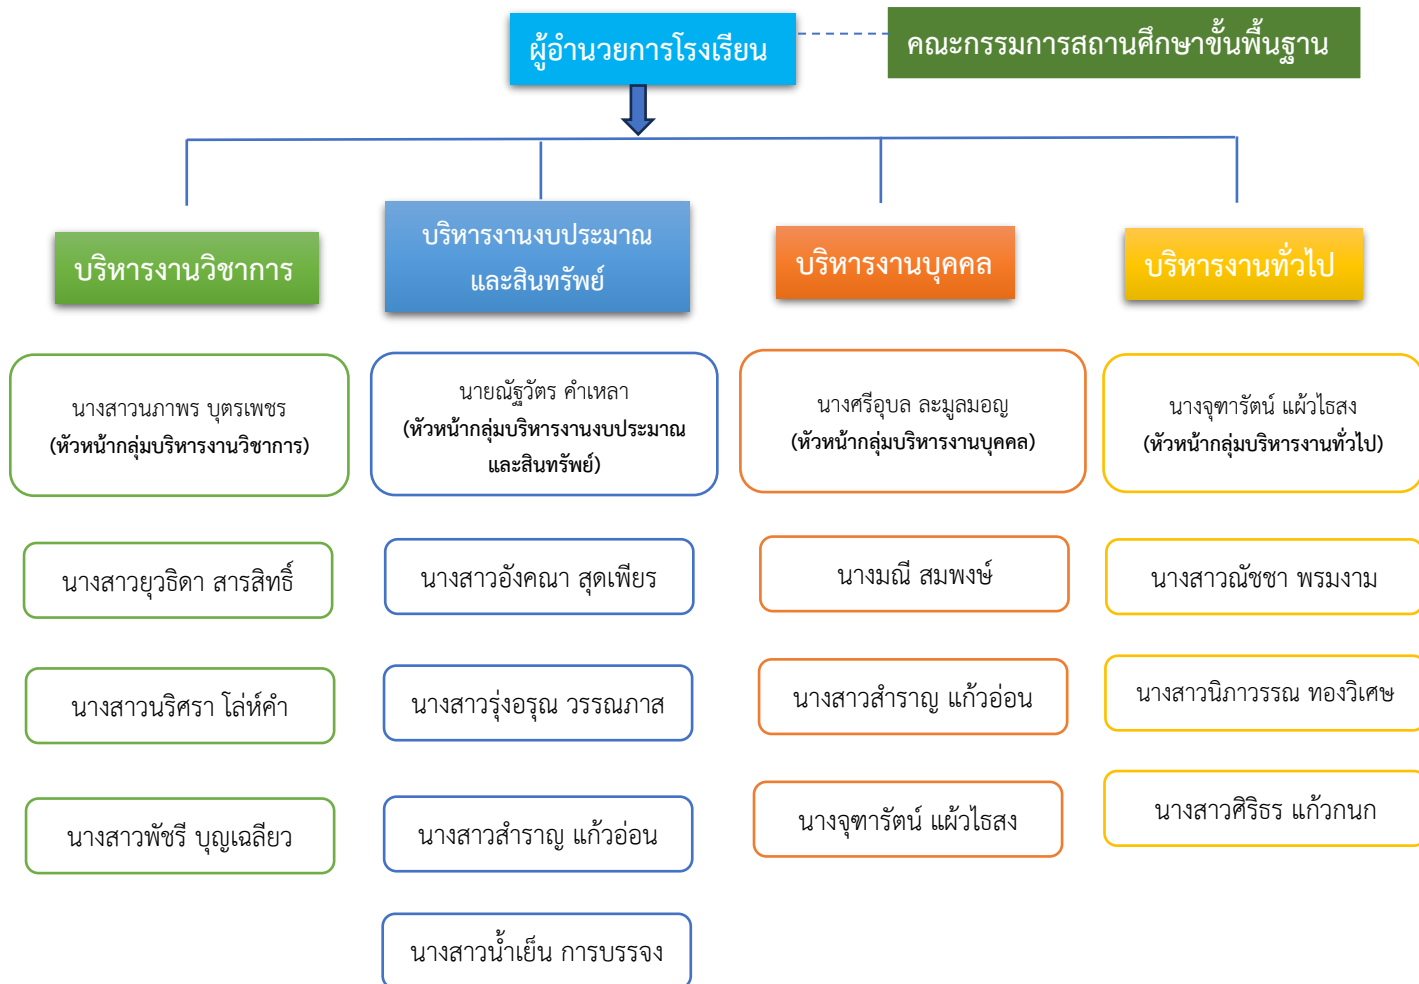 ผู้อำนวยการโรงเรียน
คณะกรรมการสถานศึกษาขั้นพื้นฐาน
บริหารงานวิชาการ
บริหารงานงบประมาณ
และสินทรัพย์
บริหารงานบุคคล
บริหารงานทั่วไป
นางสาวนภาพร บุตรเพชร
(หัวหน้ากลุ่มบริหารงานวิชาการ)
นายณัฐวัตร คำเหลา
(หัวหน้ากลุ่มบริหารงานงบประมาณ
และสินทรัพย์)
นางศรีอุบล ละมูลมอญ
(หัวหน้ากลุ่มบริหารงานบุคคล)
นางจุฑารัตน์ แผ้วไธสง
(หัวหน้ากลุ่มบริหารงานทั่วไป)
นางสาวยุวธิดา สารสิทธิ์
นางสาวอังคณา สุดเพียร
นางมณี สมพงษ์
นางสาวณัชชา พรมงาม
นางสาวนริศรา โล่ห์คำ
นางสาวรุ่งอรุณ วรรณภาส
นางสาวสำราญ แก้วอ่อน
นางสาวนิภาวรรณ ทองวิเศษ
นางสาวพัชรี บุญเฉลียว
นางสาวสำราญ แก้วอ่อน
นางจุฑารัตน์ แผ้วไธสง
นางสาวศิริธร แก้วกนก
นางสาวน้ำเย็น การบรรจง